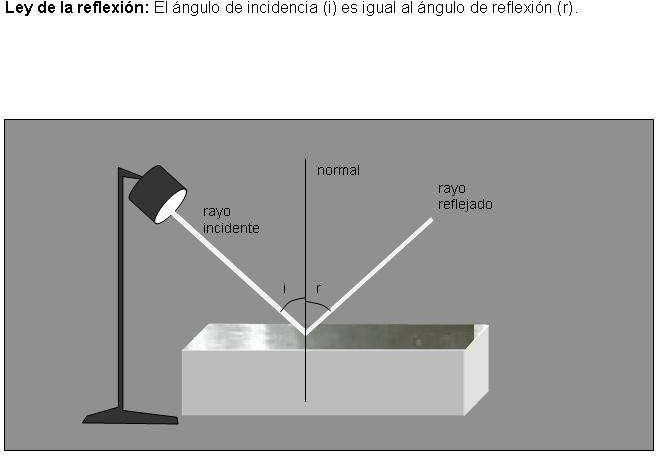 Ley de la reflexión: El ángulo de incidencia (i) es igual al ángulo de reflexión (r).
normal
rayo
reflejado
rayo
incidente
i
r